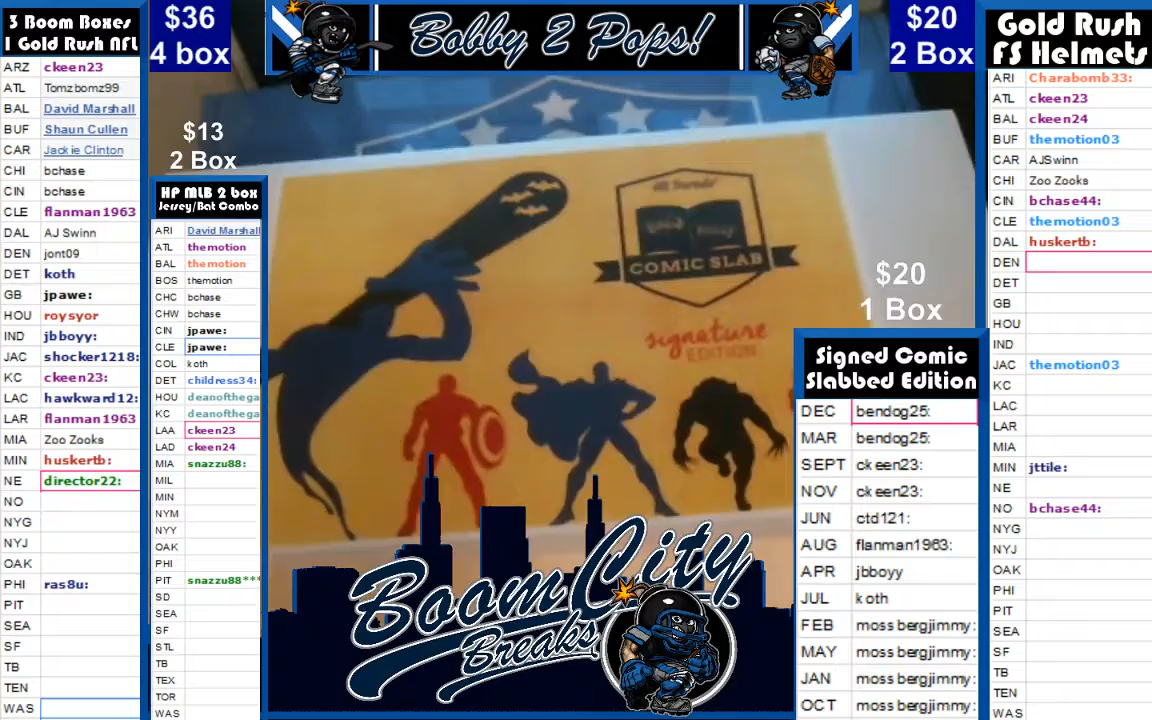 3 Boom Boxes
1 Gold Rush NFL
ARZ ckeen23
ATL Tomzbomz99
BAL David Marshall
BUF Shaun Cullen
CAR Jackie Clinton
CHI bchase
CIN bchase
CLE flanman1963
DAL AJ Swinn
DEN jont09
DET koth
GB jpawe:
HOU roysyor
IND jbboyy:
JAC shocker1218:
KC ckeen23:
LAC hawkward12:
LAR flanman1963
MIA Zoo Zooks
MIN huskertb:
NE director22:
NO
NYG
NYJ
OAK
PHI ras8u:
PIT
SEA
SF
TB
TEN
WAS
$36
4 box
$13
2 Box
HP MLB 2 box
Jersey/Bat Combo
ARI David Marshall
ATL themotion
BAL themotion
BOS themotion
CHC bchase
CHW bchase
CIN jpawe:
CLE jpawe:
COL koth
DET childress34:
HOU deanofthega
KC deanofthega
LAA ckeen23
LAD ckeen24
MIA snazzu88:
MIL
MIN
NYM
NYY
OAK
PHI
PIT snazzu88***
SD
SEA
SF
STL
TB
TEX
TOR
WAS
Bobby 2 Pops!
COMIC SLAB
signature
EDITION
Boom City
Breaks
$20
2 Box
$20
1 Box
Signed Comic
Slabbed Edition
DEC bendog25:
MAR bendog25:
SEPT ckeen23:
NOV ckeen23:
JUN ctd121:
AUG flanman1963:
APR jbboyy
JUL koth
FEB mossbergjimmy:
MAY mossbergjimmy:
JAN mossbergjimmy:
OCT mossbergjimmy:
Gold Rush
FS Helmets
ARI Charabomb33:
ATL ckeen23
BAL ckeen24
BUF themotion03
CAR AJSwinn
CHI Zoo Zooks
CIN bchase44:
CLE themotion03
DAL huskertb:
DEN
DET
GB
HOU
IND
JAC themotion03
KC
LAC
LAR
MIA
MIN jttile:
NE
NO bchase44:
NYG
NYJ
OAK
PHI
PIT
SEA
SF
TB
TEN
WAS